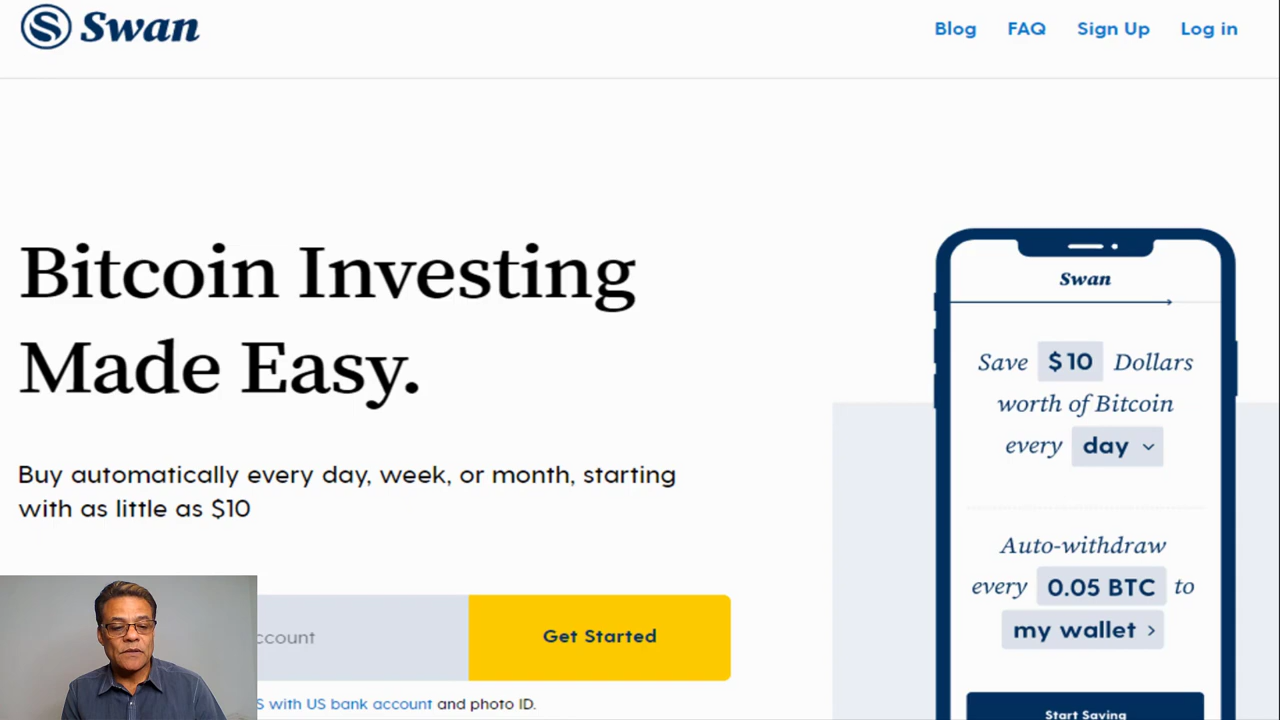 Swan
Blog FAQ Sign Up Log in
Bitcoin Investing
Made Easy.
Buy automatically every day, week, or month, starting
with as little as $10
Get Started
with US bank account and photo ID.
Swan
Save $10 Dollars
worth of Bitcoin
every day
Auto-withdraw
every 0.05 BTC to
my wallet >
Start Saving